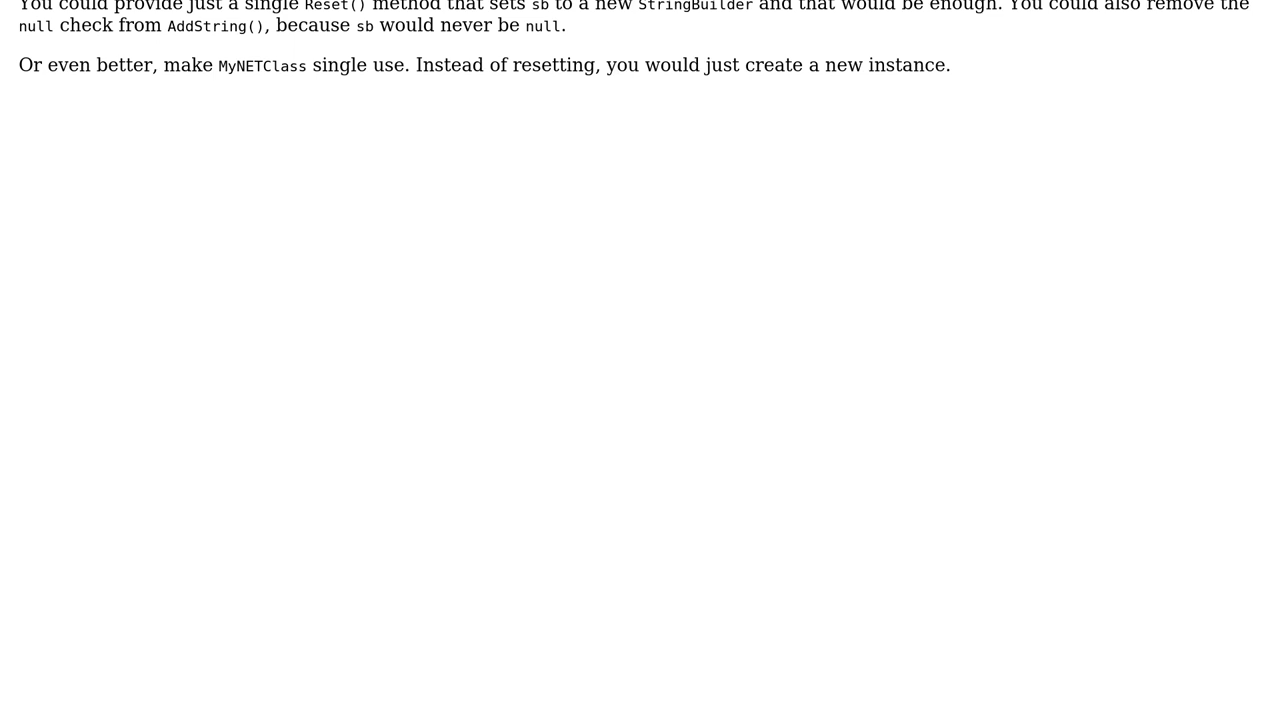 You could provide just a single Reset() method that sets sb to a new StringBuilder and that would be enough. You could also remove the
null check from AddString(), because sb would never be null.
Or even better, make MyNETClass single use. Instead of resetting, you would just create a new instance.